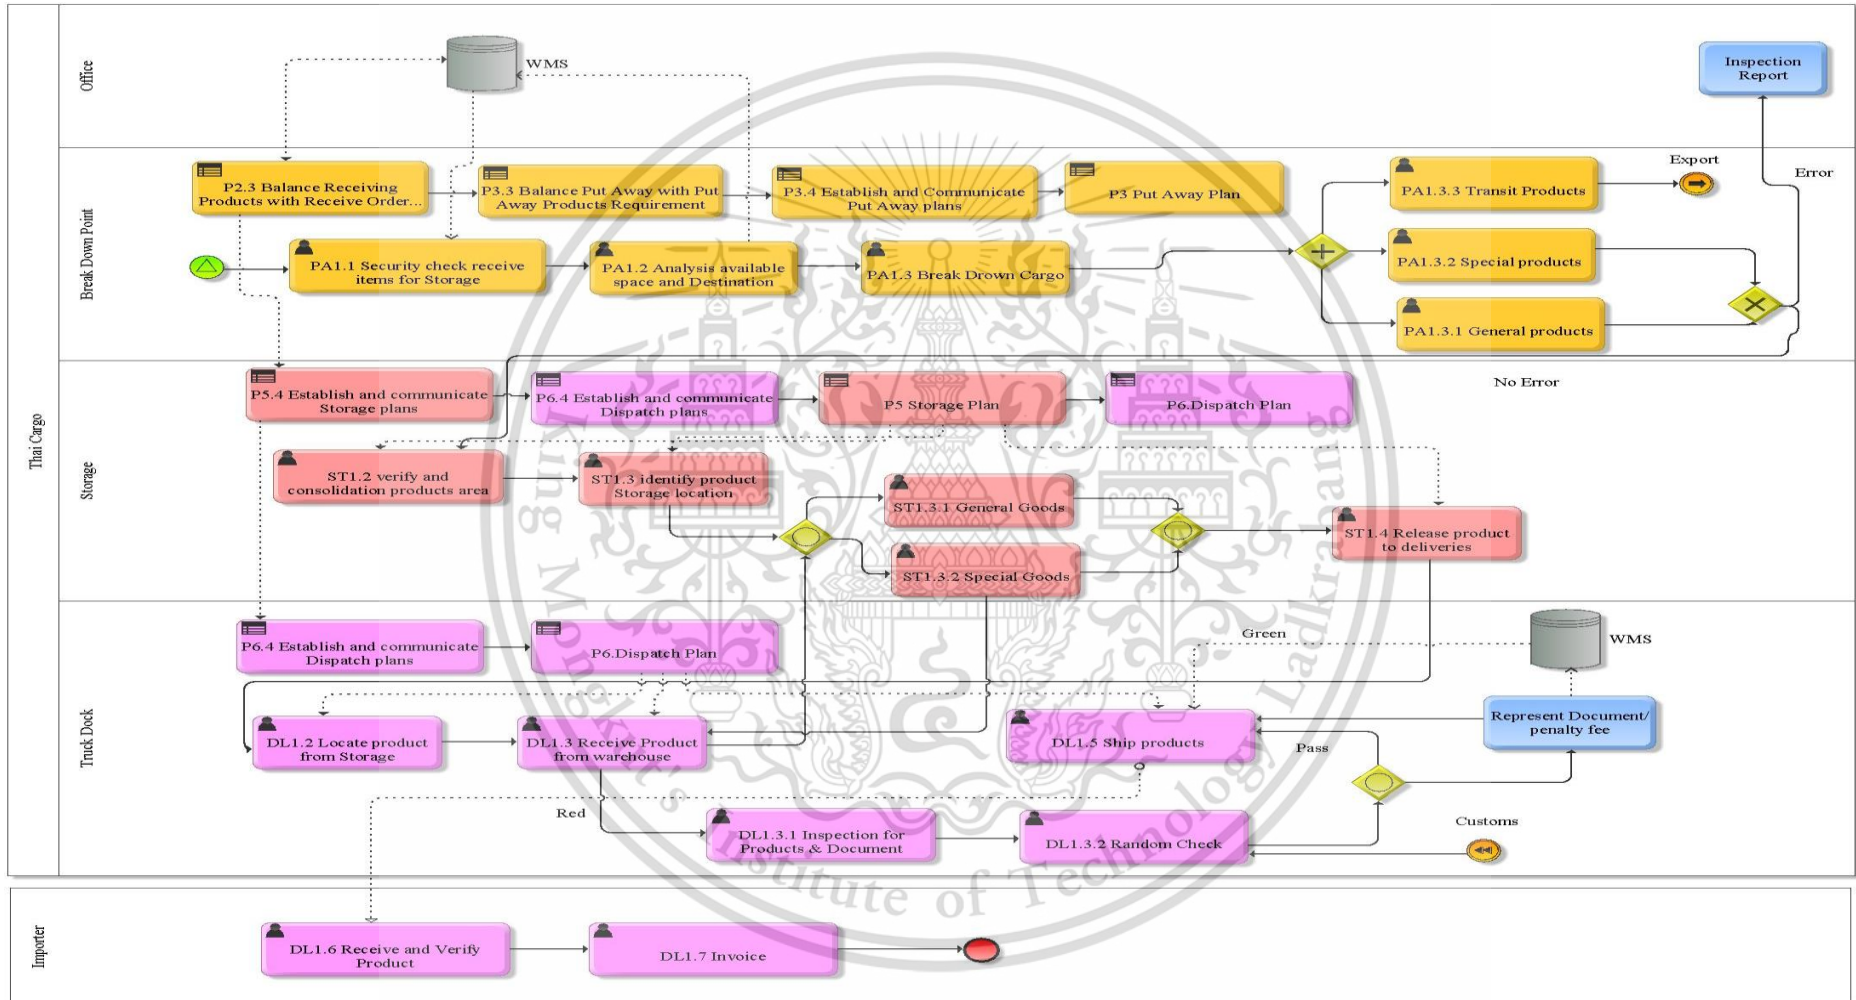 Thai Cargo
Office
WMS
Inspection
Report
Break Down Point
P2.3 Balance Receiving
Products with Receive Order...
P3.3 Balance Put Away with Put
Away Products Requirement
P3.4 Establish and Communicate
Put Away plans
P3 Put Away Plan
PA1.3.3 Transit Products
Export
Error
PA1.1 Security check receive
items for Storage
PA1.2 Analysis available
space and Destination
PA1.3 Break Drown Cargo
PA1.3.2 Special products
PA1.3.1 General products
Storage
No Error
P5.4 Establish and communicate
Storage plans
P6.4 Establish and communicate
Dispatch plans
P5 Storage Plan
P6.Dispatch Plan
ST1.2 verify and
consolidation products area
ST1.3 identify product
Storage location
ST1.3.1 General Goods
ST1.3.2 Special Goods
ST1.4 Release product
to deliveries
Truck Dock
P6.4 Establish and communicate
Dispatch plans
P6.Dispatch Plan
Green
WMS
DL1.2 Locate product
from Storage
DL1.3 Receive Product
from warchouse
DL1.5 Ship products
Represent Document/
penalty fee
Pass
Red
DL1.3.1 Inspection for
Products & Document
DL1.3.2 Random Check
Customs
Importer
DL1.6 Receive and Verify
Product
DL1.7 Invoice
King Mongkut's Institute of Technology Ladkrabang